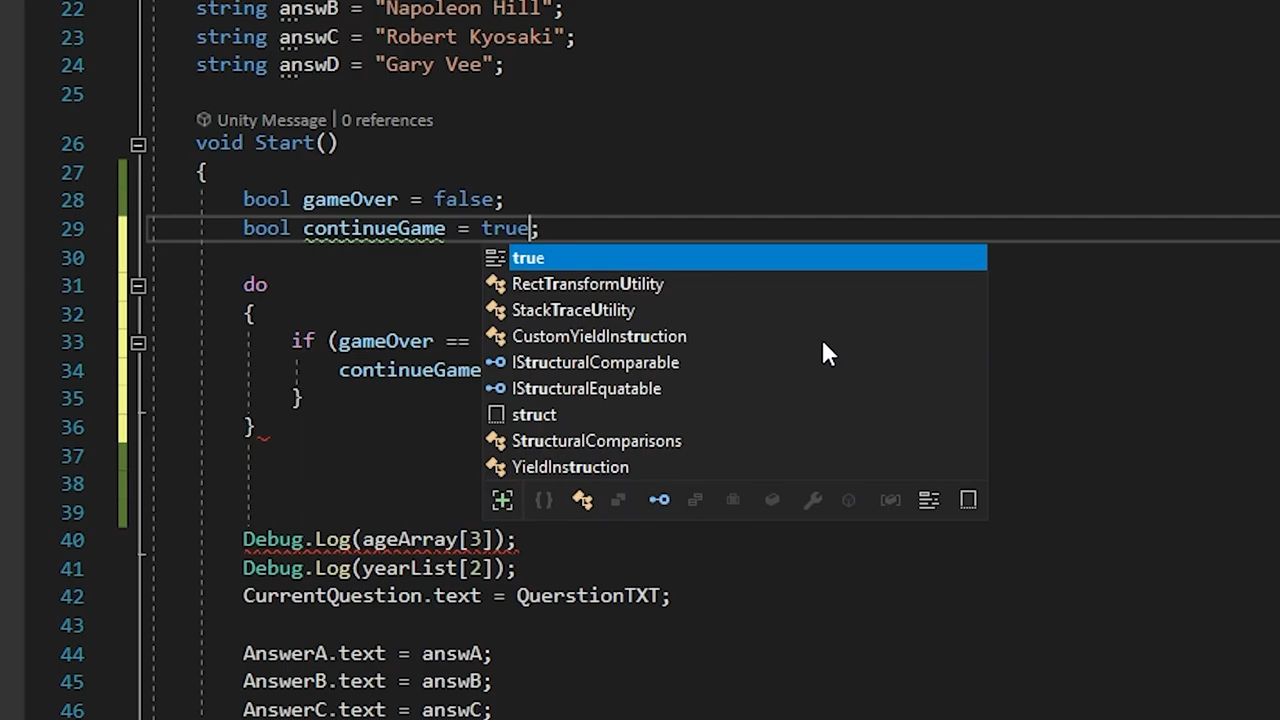 22 string answB = "Napoleon Hill";
23 string answC = "Robert Kyosaki";
24 string answD = "Gary Vee";
25
Unity Message | 0 references
26 void Start()
27 {
28 bool gameOver = false;
29 bool continueGame = true;
30
31 do
32 {
33 if (gameOver ==
34 continueGame
35 }
36 }
37
38
39
40 Debug.Log(ageArray[3]);
41 Debug.Log(yearList[2]);
42 CurrentQuestion.text = QuerstionTXT;
43
44 AnswerA.text = answA;
45 AnswerB.text = answB;
46 AnswerC.text = answC;
true
RectTransformUtility
StackTraceUtility
CustomYieldInstruction
IStructuralComparable
IStructuralEquatable
struct
StructuralComparisons
YieldInstruction